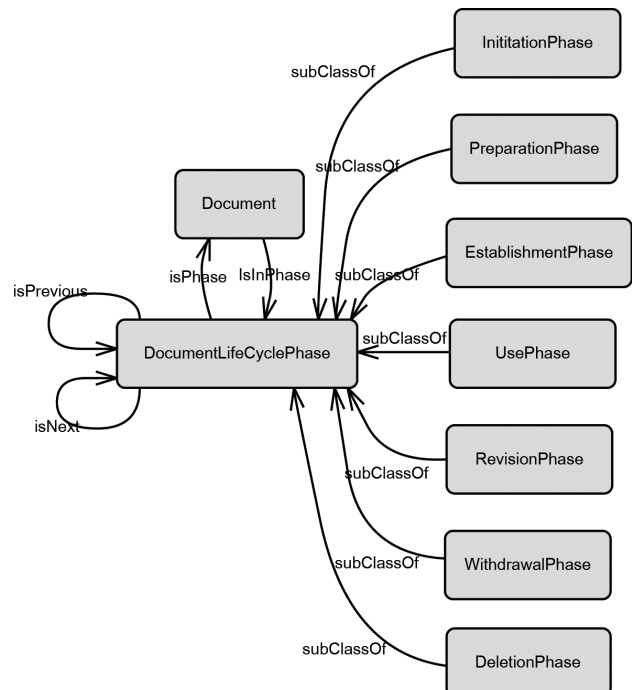 InititationPhase
subClassOf
PreparationPhase
subClassOf
Document
EstablishmentPhase
isPhase
IsInPhase
subClassOf
isPrevious
DocumentLifeCyclePhase
subClassOf
UsePhase
isNext
RevisionPhase
subClassOf
subClassOf
WithdrawalPhase
subClassOf
DeletionPhase